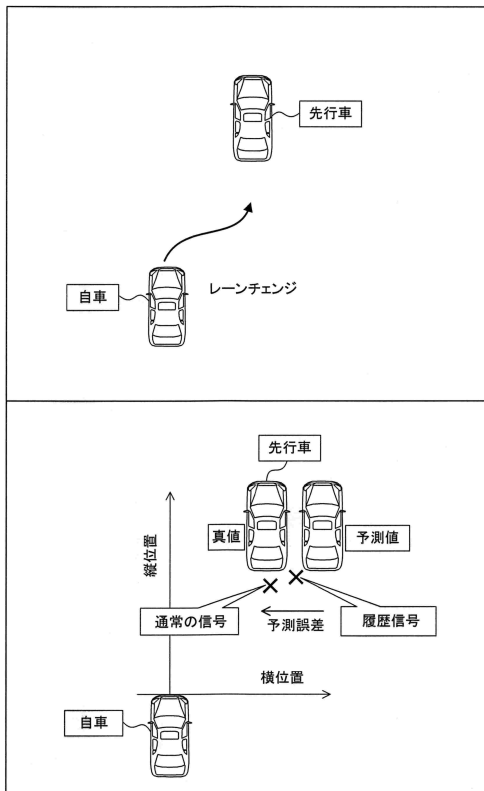 先行車
自車
レーンチェンジ
先行車
縦位置
真値
予測値
通常の信号
予測誤差
履歴信号
横位置
自車